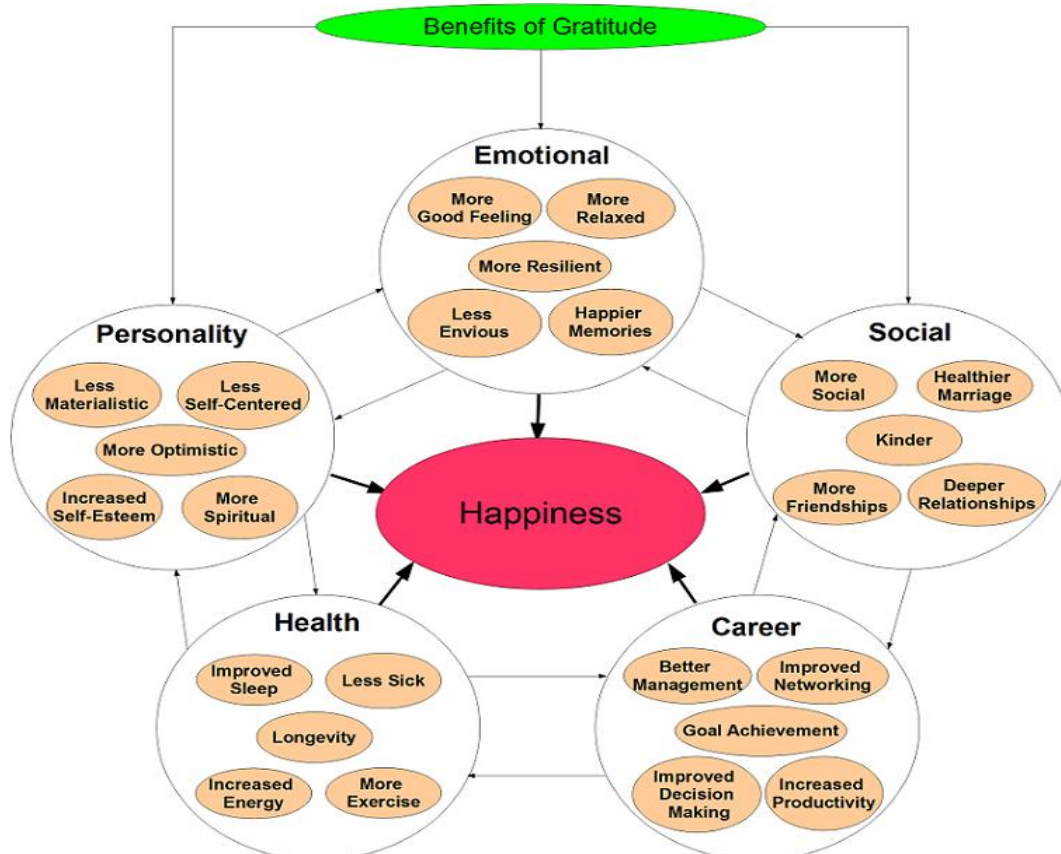 Benefits of Gratitude
Emotional
More
Good Feeling
More
Relaxed
More Resilient
Less
Envious
Happier
Memories
Personality
Less
Materialistic
Less
Self-Centered
More Optimistic
Increased
Self-Esteem
More
Spiritual
Social
More
Social
Healthier
Marriage
Kinder
More
Friendships
Deeper
Relationships
Happiness
Health
Improved
Sleep
Less Sick
Longevity
Increased
Energy
More
Exercise
Career
Better
Management
Improved
Networking
Goal Achievement
Improved
Decision
Making
Increased
Productivity